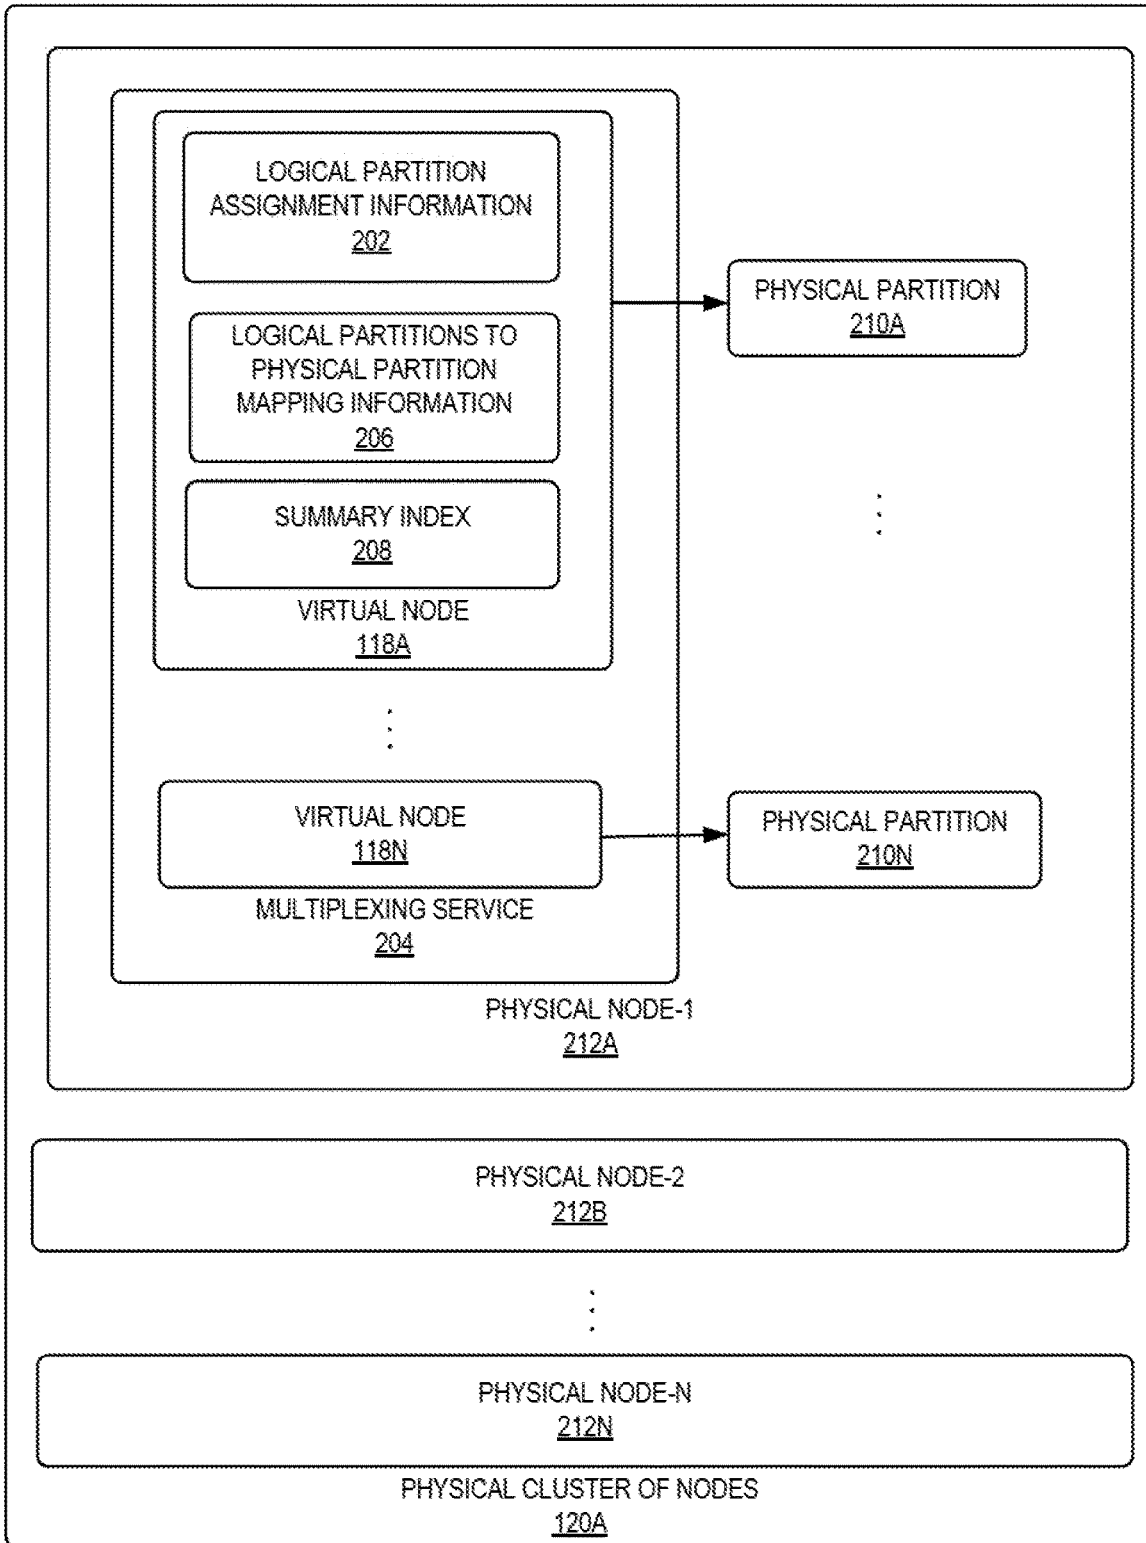 LOGICAL PARTITION
ASSIGNMENT INFORMATION
202
LOGICAL PARTITIONS TO
PHYSICAL PARTITION
MAPPING INFORMATION
206
SUMMARY INDEX
208
VIRTUAL NODE
118A
PHYSICAL PARTITION
210A
VIRTUAL NODE
118N
PHYSICAL PARTITION
210N
MULTIPLEXING SERVICE
204
PHYSICAL NODE-1
212A
PHYSICAL NODE-2
212B
PHYSICAL NODE-N
212N
PHYSICAL CLUSTER OF NODES
120A